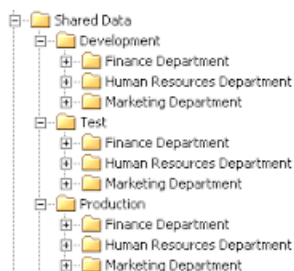 Shared Data
Development
Finance Department
Human Resources Department
Marketing Department
Test
Finance Department
Human Resources Department
Marketing Department
Production
Finance Department
Human Resources Department
Marketing Department